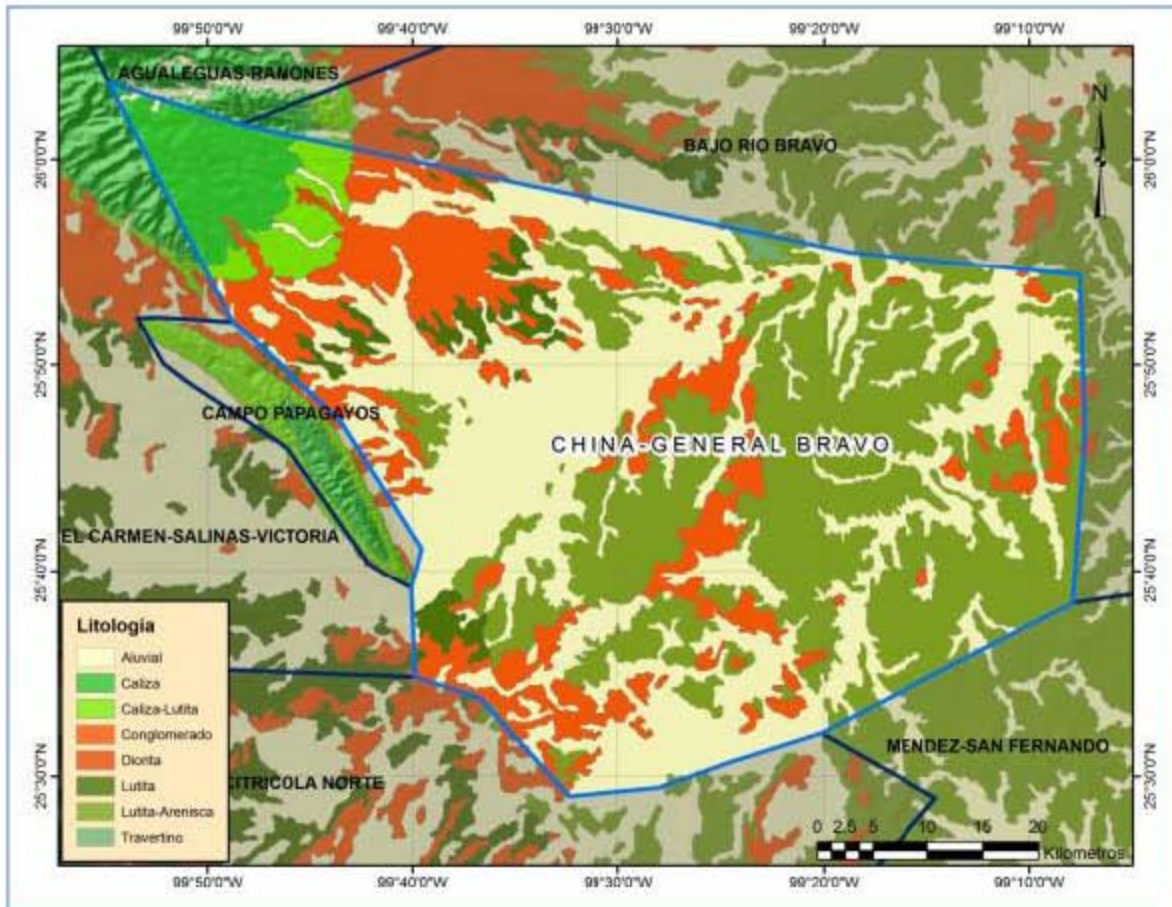 99°50'0"W 99°40'0"W 99°30'0"W 99°20'0"W 99°10'0"W
AGUALEGUAS-RAMONES
N
BAJO RIO BRAVO
26°0'0"N 26°0'0"N
25°50'0"N 25°50'0"N
CAMPO PAPAGAYOS
CHINA-GENERAL BRAVO
EL CARMEN-SALINAS-VICTORIA
25°40'0"N 25°40'0"N
Litología
Aluvial
Caliza
Caliza-Lutita
Conglomerado
Diorita
Lutita
Lutita-Arenisca
Travertino
MENDEZ-SAN FERNANDO
CITRICOLA NORTE
25°30'0"N 25°30'0"N
0 2.5 5 10 15 20
Kilometros
99°50'0"W 99°40'0"W 99°30'0"W 99°20'0"W 99°10'0"W